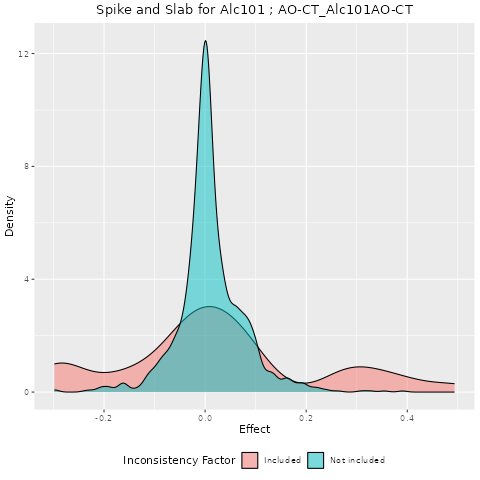 Spike and Slab for Alc101 ; AO-CT_Alc101AO-CT
Density
12
8
4
0
-0.2 0.0 0.2 0.4
Effect
Inconsistency Factor Included Not included